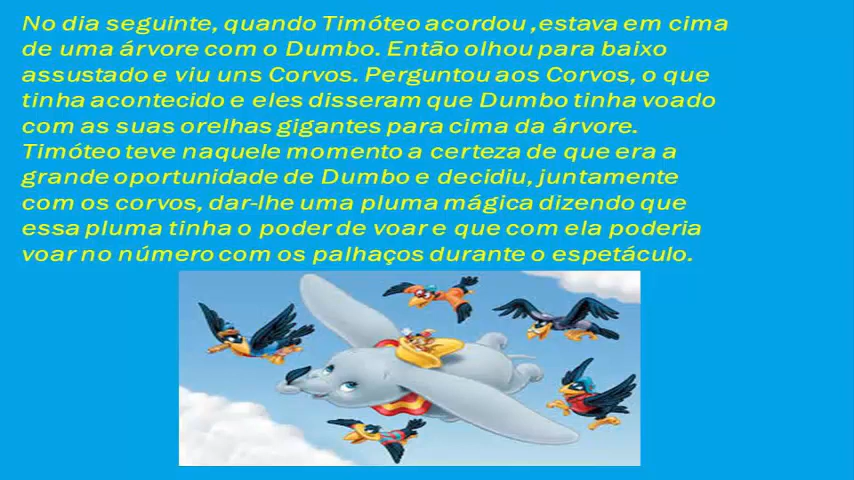 No dia seguinte, quando Timóteo acordou ,estava em cima
de uma árvore com o Dumbo. Então olhou para baixo
assustado e viu uns Corvos. Perguntou aos Corvos, o que
tinha acontecido e eles disseram que Dumbo tinha voado
com as suas orelhas gigantes para cima da árvore.
Timóteo teve naquele momento a certeza de que era a
grande oportunidade de Dumbo e decidiu, juntamente
com os corvos, dar-lhe uma pluma mágica dizendo que
essa pluma tinha o poder de voar e que com ela poderia
voar no número com os palhaços durante o espetáculo.